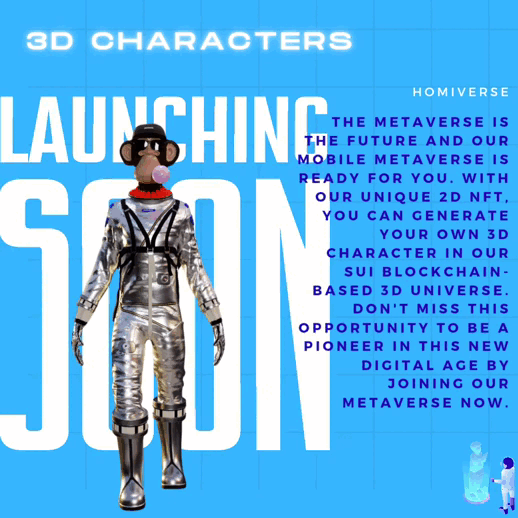 3D CHARACTERS
HOMIVERSE
LAUNCHING
SOON
THE METAVERSE IS
THE FUTURE AND OUR
MOBILE METAVERSE IS
READY FOR YOU. WITH
OUR UNIQUE 2D NFT,
YOU CAN GENERATE
YOUR OWN 3D
CHARACTER IN OUR
SUI BLOCKCHAIN-
BASED 3D UNIVERSE.
DON'T MISS THIS
OPPORTUNITY TO BE A
PIONEER IN THIS NEW
DIGITAL AGE BY
JOINING OUR
METAVERSE NOW.